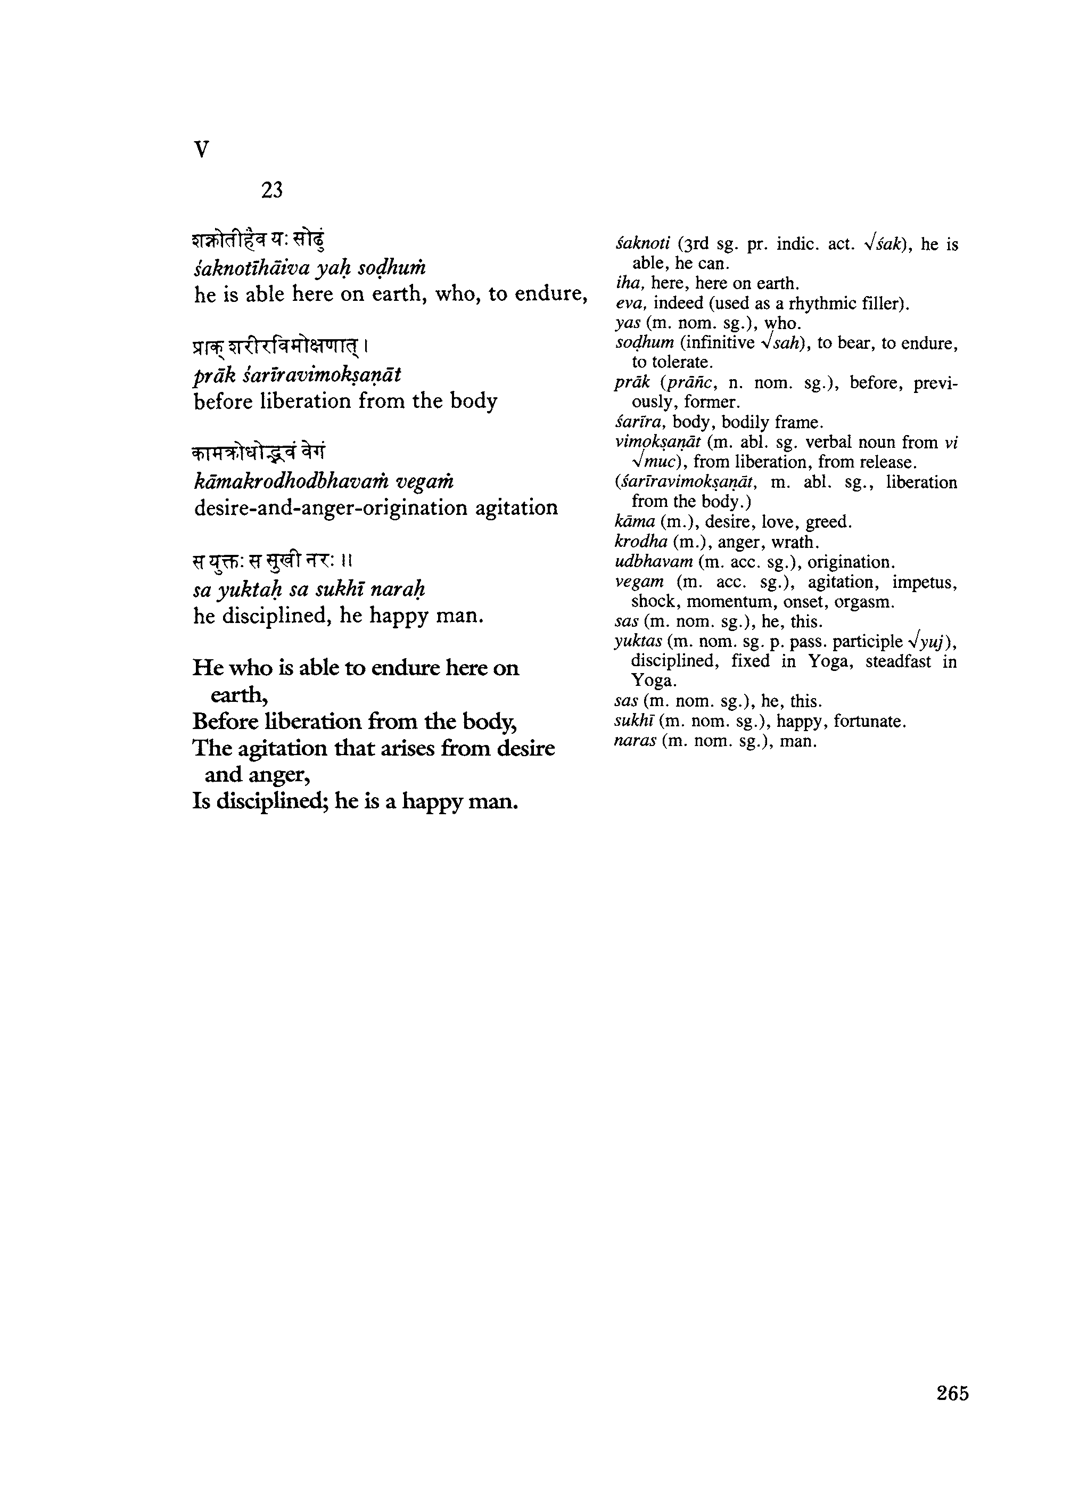 V
23
शक्नोतीहैव यः सोढुं
śaknotīhāiva yaḥ soḍhuṁ
he is able here on earth, who, to endure,
प्राक् शरीरविमोक्षणात् ।
prāk śarīravimokṣaṇāt
before liberation from the body
कामक्रोधोद्भवं वेगं
kāmakrodhodbhavaṁ vegaṁ
desire-and-anger-origination agitation
स युक्तः स सुखी नरः ॥
sa yuktaḥ sa sukhī naraḥ
he disciplined, he happy man.
He who is able to endure here on
earth,
Before liberation from the body,
The agitation that arises from desire
and anger,
Is disciplined; he is a happy man.
śaknoti (3rd sg. pr. indic. act. √śak), he is
able, he can.
iha, here, here on earth.
eva, indeed (used as a rhythmic filler).
yas (m. nom. sg.), who.
soḍhum (infinitive √sah), to bear, to endure,
to tolerate.
prāk (prāñc, n. nom. sg.), before, previ-
ously, former.
śarīra, body, bodily frame.
vimokṣaṇāt (m. abl. sg. verbal noun from vi
√muc), from liberation, from release.
(śarīravimokṣaṇāt, m. abl. sg., liberation
from the body.)
kāma (m.), desire, love, greed.
krodha (m.), anger, wrath.
udbhavam (m. acc. sg.), origination.
vegam (m. acc. sg.), agitation, impetus,
shock, momentum, onset, orgasm.
sas (m. nom. sg.), he, this.
yuktas (m. nom. sg. p. pass. participle √yuj),
disciplined, fixed in Yoga, steadfast in
Yoga.
sas (m. nom. sg.), he, this.
sukhī (m. nom. sg.), happy, fortunate.
naras (m. nom. sg.), man.
265